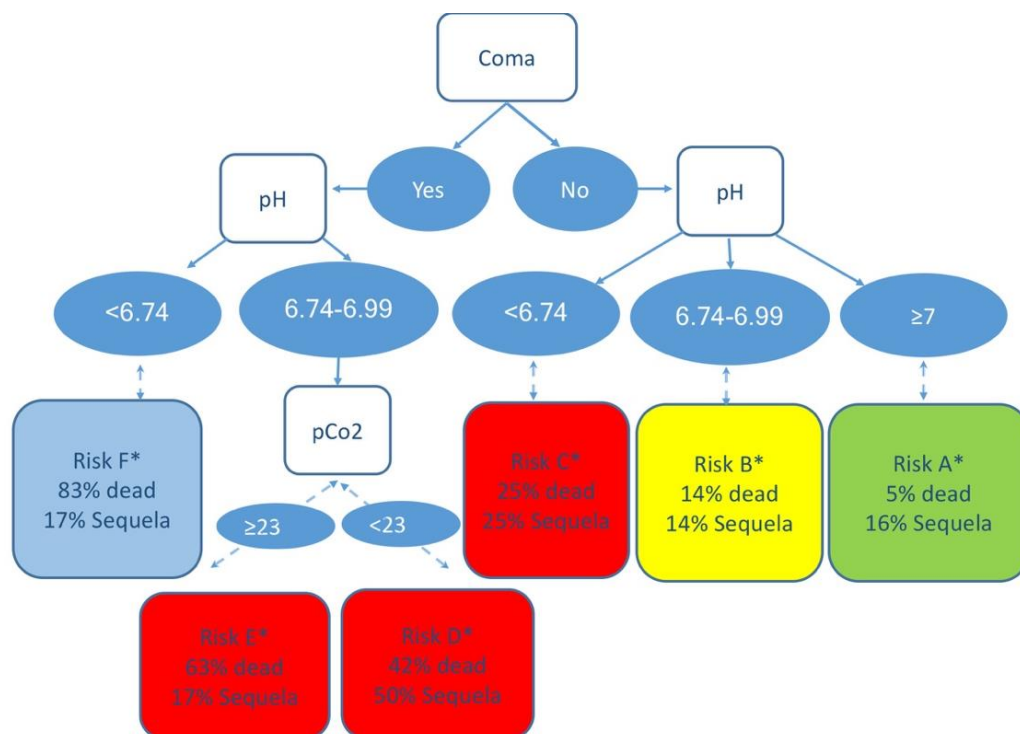 Coma
Yes
No
pH
pH
<6.74
6.74-6.99
<6.74
6.74-6.99
≥7
pCo2
≥23
<23
Risk F*
83% dead
17% Sequela
Risk C*
25% dead
25% Sequela
Risk B*
14% dead
14% Sequela
Risk A*
5% dead
16% Sequela
Risk E*
63% dead
17% Sequela
Risk D*
42% dead
50% Sequela